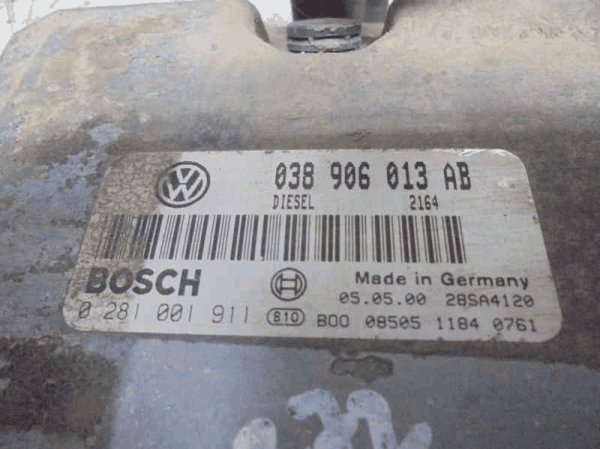 038 906 013 AB
DIESEL 2164
BOSCH Made in Germany
05.05.00 28SA4120
0 281 001 911 S10 B00 08505 1184 0761